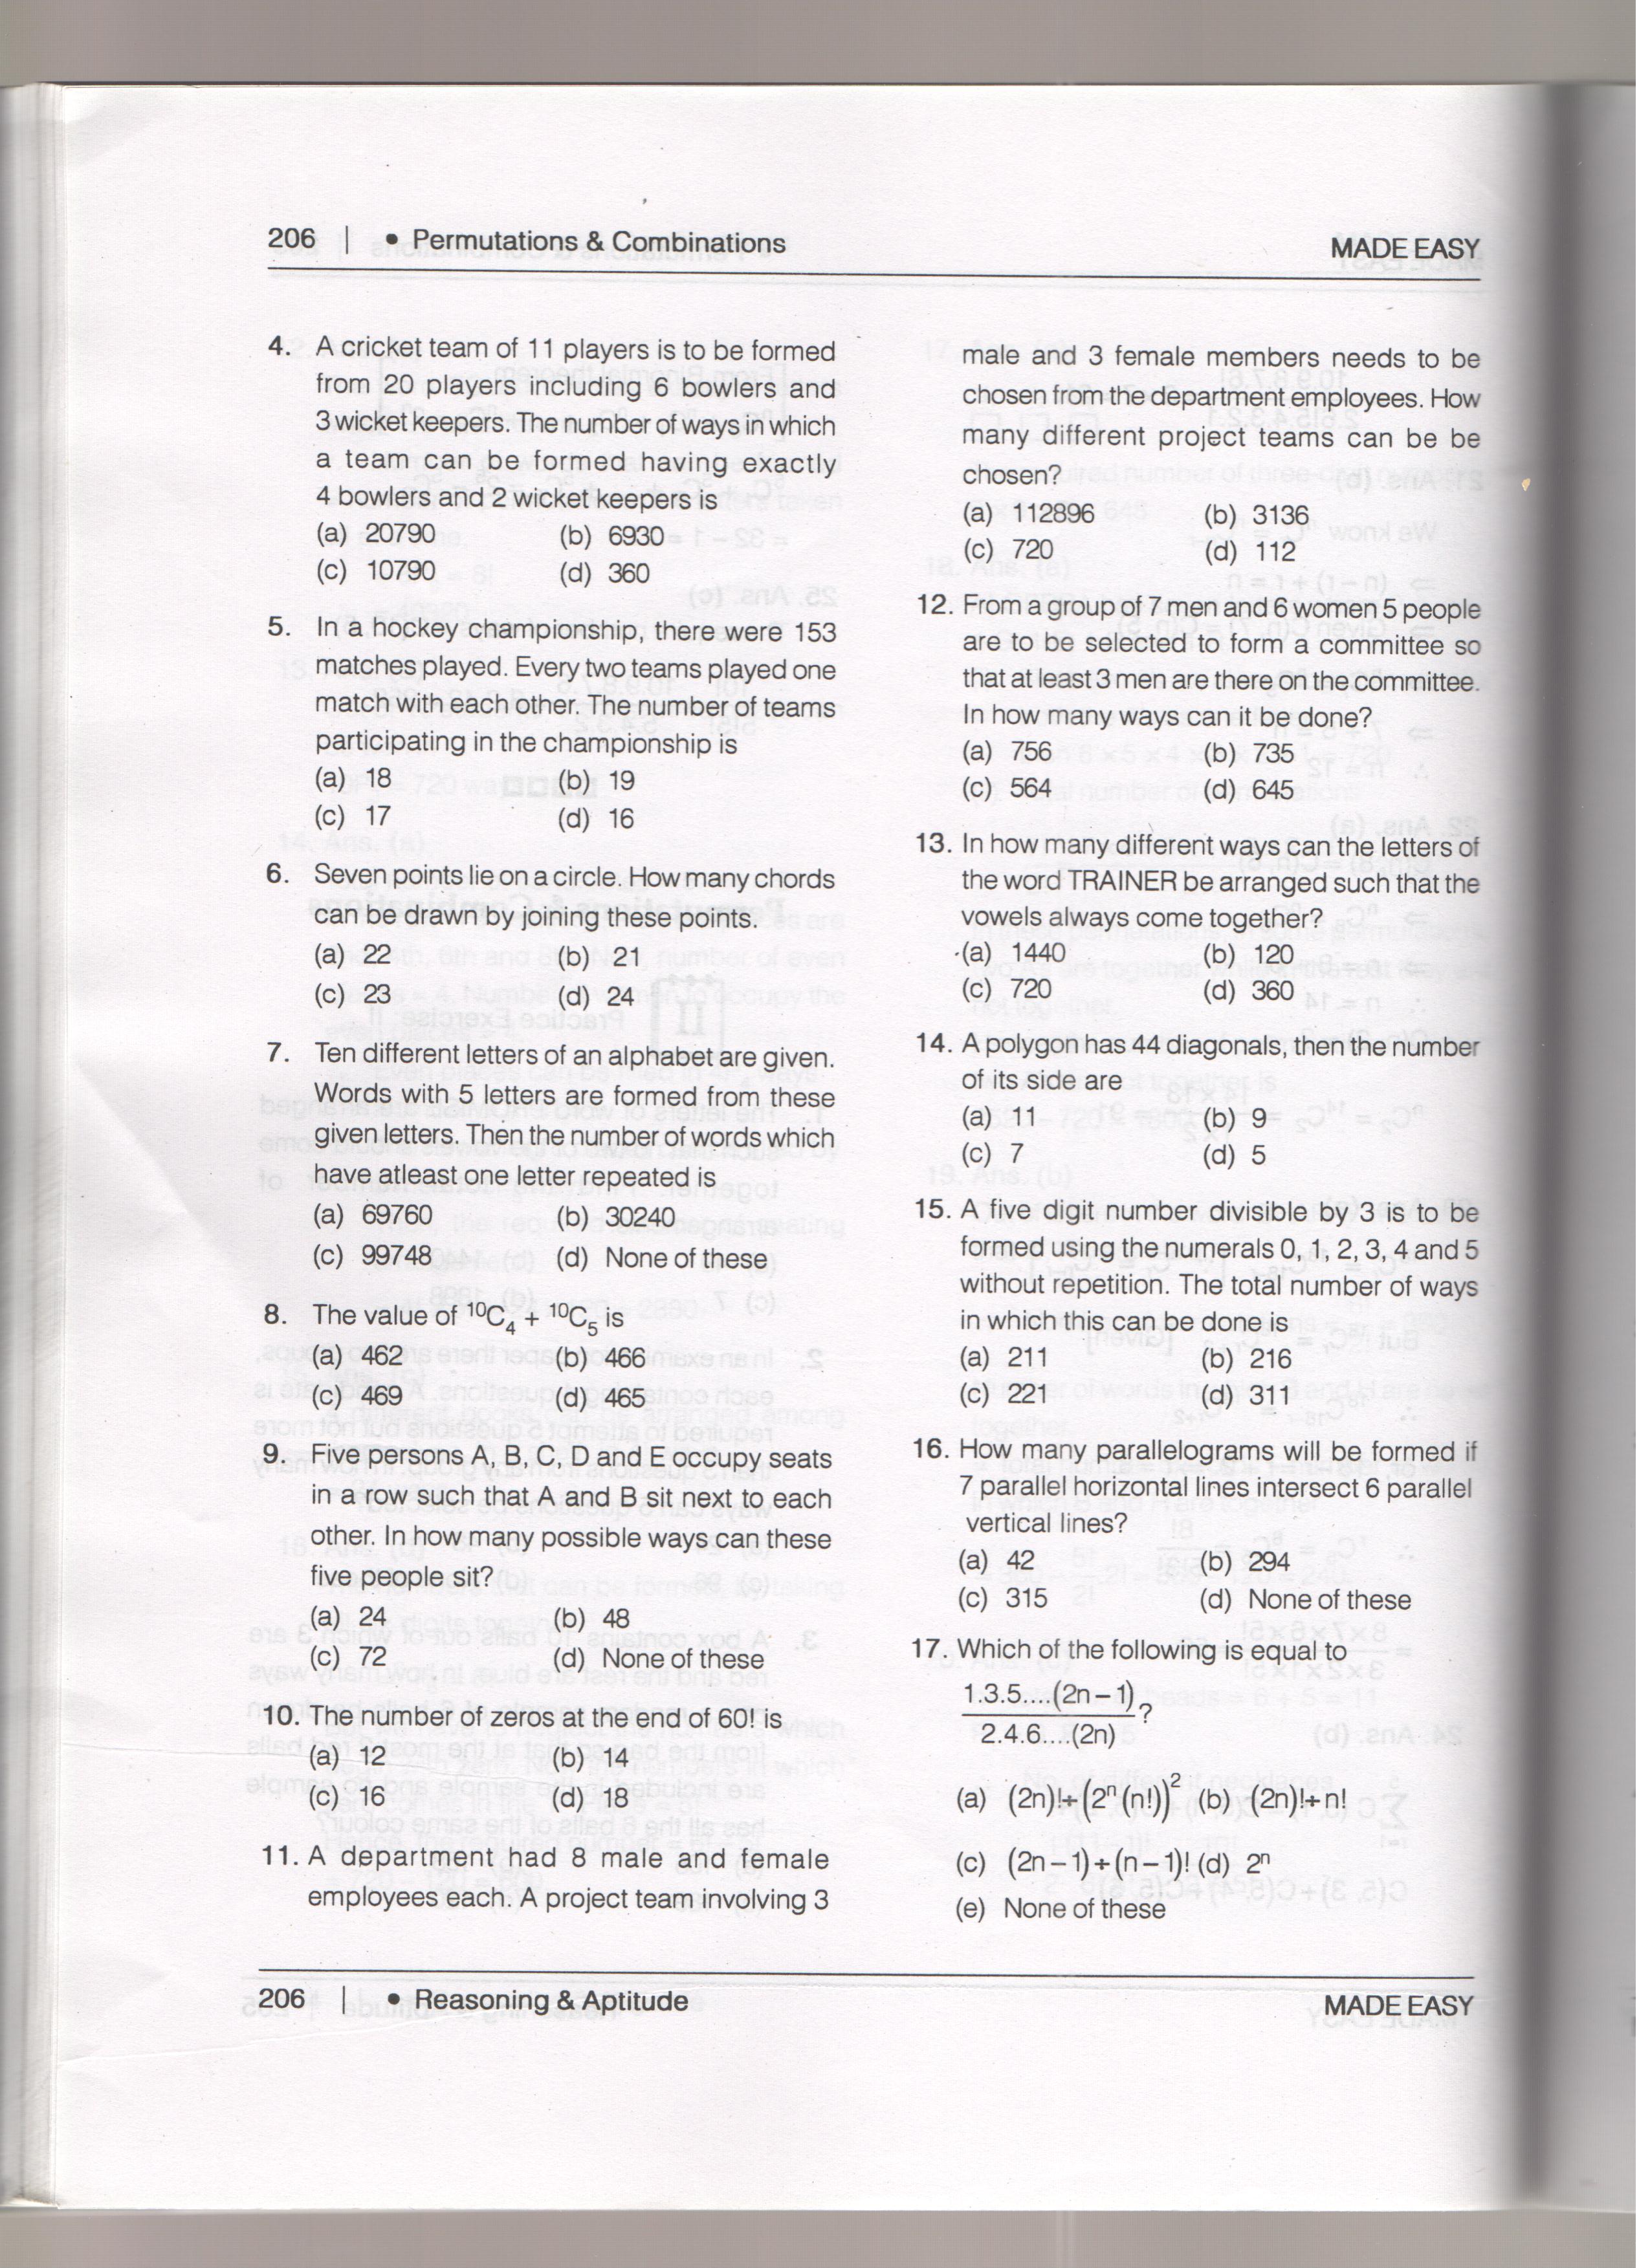 206 | • Permutations & Combinations MADE EASY
4. A cricket team of 11 players is to be formed
from 20 players including 6 bowlers and
3 wicket keepers. The number of ways in which
a team can be formed having exactly
4 bowlers and 2 wicket keepers is
(a) 20790 (b) 6930
(c) 10790 (d) 360
5. In a hockey championship, there were 153
matches played. Every two teams played one
match with each other. The number of teams
participating in the championship is
(a) 18 (b) 19
(c) 17 (d) 16
6. Seven points lie on a circle. How many chords
can be drawn by joining these points.
(a) 22 (b) 21
(c) 23 (d) 24
7. Ten different letters of an alphabet are given.
Words with 5 letters are formed from these
given letters. Then the number of words which
have atleast one letter repeated is
(a) 69760 (b) 30240
(c) 99748 (d) None of these
8. The value of ¹⁰C₄ + ¹⁰C₅ is
(a) 462 (b) 466
(c) 469 (d) 465
9. Five persons A, B, C, D and E occupy seats
in a row such that A and B sit next to each
other. In how many possible ways can these
five people sit?
(a) 24 (b) 48
(c) 72 (d) None of these
10. The number of zeros at the end of 60! is
(a) 12 (b) 14
(c) 16 (d) 18
11. A department had 8 male and female
employees each. A project team involving 3
male and 3 female members needs to be
chosen from the department employees. How
many different project teams can be be
chosen?
(a) 112896 (b) 3136
(c) 720 (d) 112
12. From a group of 7 men and 6 women 5 people
are to be selected to form a committee so
that at least 3 men are there on the committee.
In how many ways can it be done?
(a) 756 (b) 735
(c) 564 (d) 645
13. In how many different ways can the letters of
the word TRAINER be arranged such that the
vowels always come together?
(a) 1440 (b) 120
(c) 720 (d) 360
14. A polygon has 44 diagonals, then the number
of its side are
(a) 11 (b) 9
(c) 7 (d) 5
15. A five digit number divisible by 3 is to be
formed using the numerals 0, 1, 2, 3, 4 and 5
without repetition. The total number of ways
in which this can be done is
(a) 211 (b) 216
(c) 221 (d) 311
16. How many parallelograms will be formed if
7 parallel horizontal lines intersect 6 parallel
vertical lines?
(a) 42 (b) 294
(c) 315 (d) None of these
17. Which of the following is equal to
1.3.5....(2n–1)
2.4.6....(2n) ?
(a) (2n)!÷(2ⁿ(n!))² (b) (2n)!÷n!
(c) (2n–1)÷(n–1)! (d) 2ⁿ
(e) None of these
206 | • Reasoning & Aptitude MADE EASY